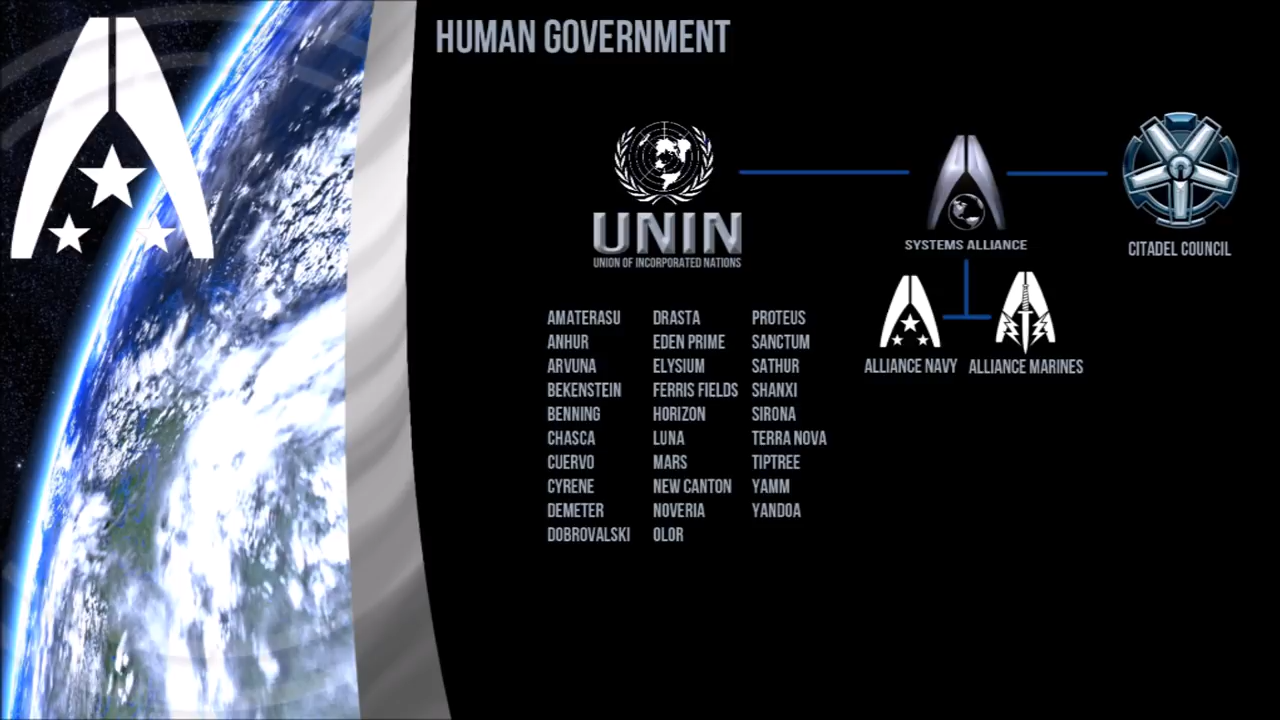 HUMAN GOVERNMENT
UNIN
UNION OF INCORPORATED NATIONS
SYSTEMS ALLIANCE
CITADEL COUNCIL
ALLIANCE NAVY
ALLIANCE MARINES
AMATERASU
ANHUR
ARVUNA
BEKENSTEIN
BENNING
CHASCA
CUERVO
CYRENE
DEMETER
DOBROVALSKI
DRASTA
EDEN PRIME
ELYSIUM
FERRIS FIELDS
HORIZON
LUNA
MARS
NEW CANTON
NOVERIA
OLOR
PROTEUS
SANCTUM
SATHUR
SHANXI
SIRONA
TERRA NOVA
TIPTREE
YAMM
YANDOA